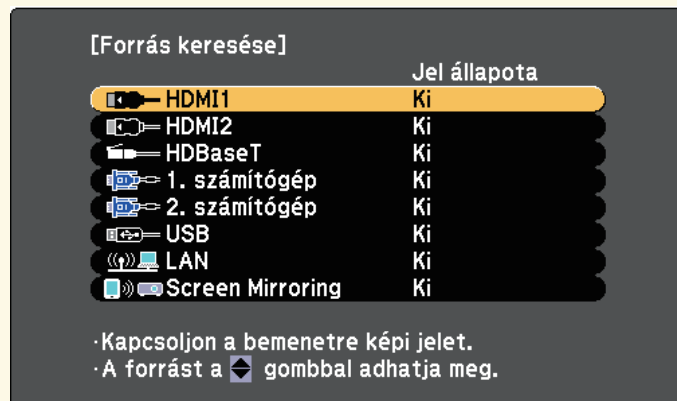 [Forrás keresése]
Jel állapota
HDMI1 Ki
HDMI2 Ki
HDBaseT Ki
1. számítógép Ki
2. számítógép Ki
USB Ki
LAN Ki
Screen Mirroring Ki
·Kapcsoljon a bemenetre képi jelet.
·A forrást a gombbal adhatja meg.